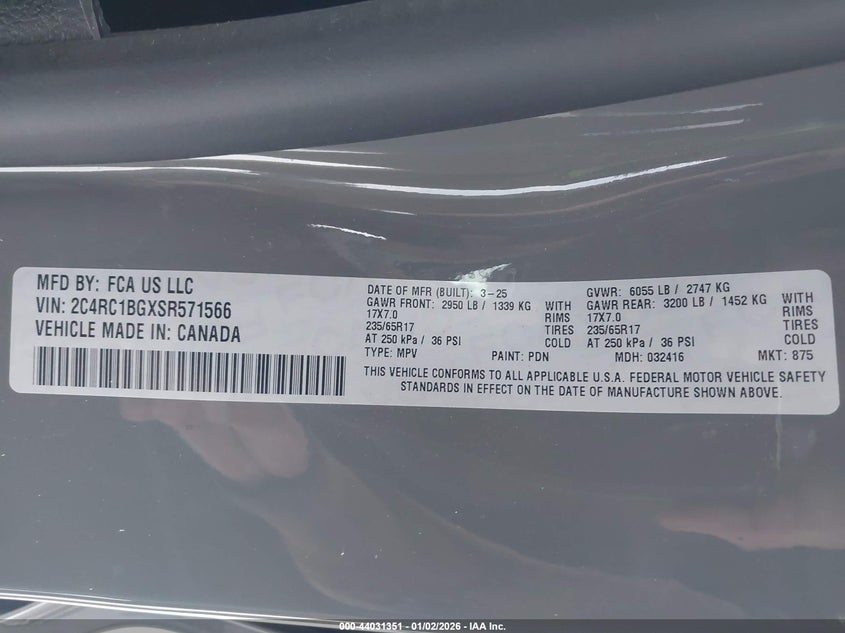 MFD BY: FCA US LLC
VIN: 2C4RC1BGXSR571566
VEHICLE MADE IN: CANADA
DATE OF MFR (BUILT): 3-25
GAWR FRONT: 2950 LB / 1339 KG WITH
17X7.0 RIMS
235/65R17 TIRES
AT 250 kPa / 36 PSI COLD
TYPE: MPV PAINT: PDN
GVWR: 6055 LB / 2747 KG
GAWR REAR: 3200 LB / 1452 KG WITH
17X7.0 RIMS
235/65R17 TIRES
AT 250 kPa / 36 PSI COLD
MDH: 032416 MKT: 875
THIS VEHICLE CONFORMS TO ALL APPLICABLE U.S.A. FEDERAL MOTOR VEHICLE SAFETY
STANDARDS IN EFFECT ON THE DATE OF MANUFACTURE SHOWN ABOVE.
000-44031351 - 01/02/2026 - IAA Inc.